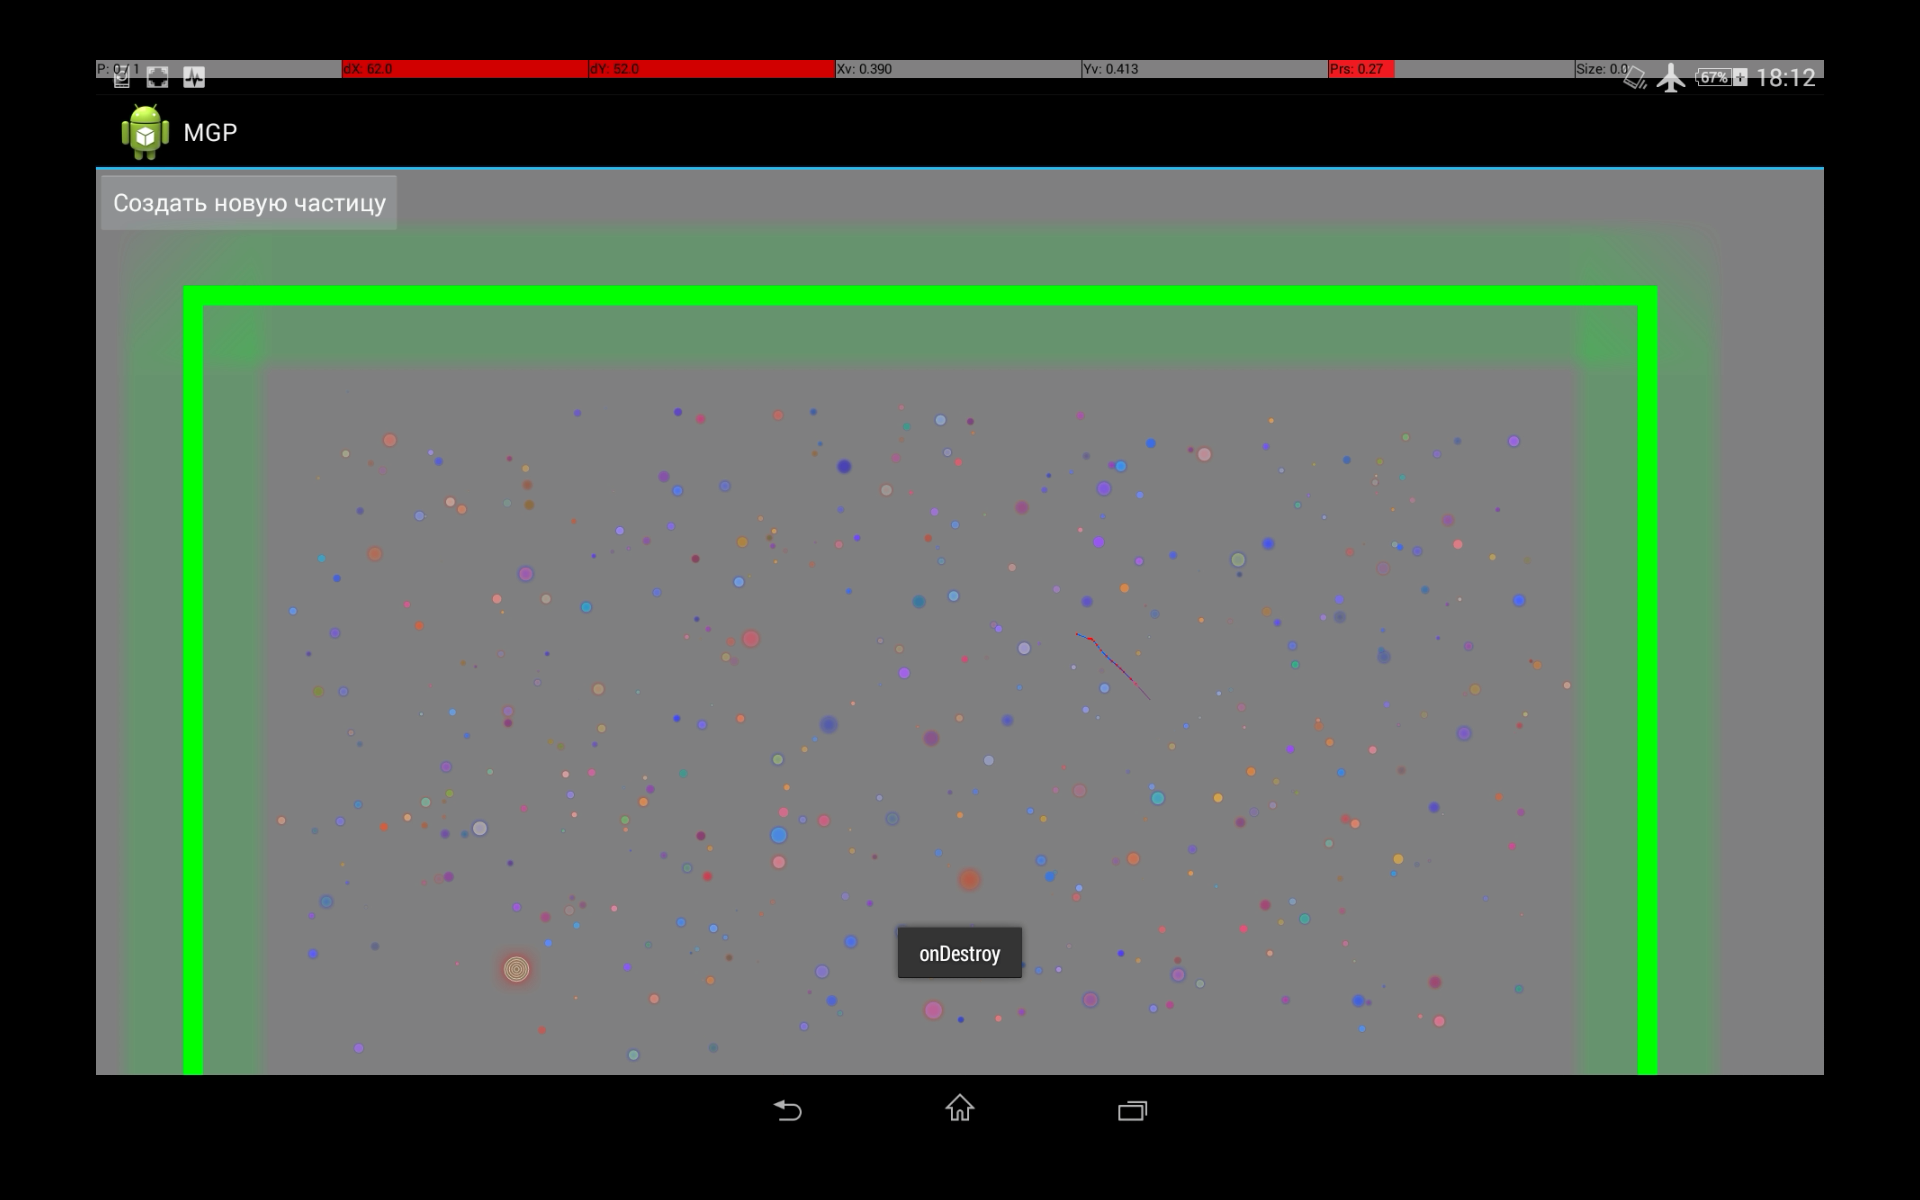 P: 0 / 1 dX: 62.0 dY: 52.0 Xv: 0.390 Yv: 0.413 Prs: 0.27 Size: 0.0
67% 18:12
MGP
Создать новую частицу
onDestroy